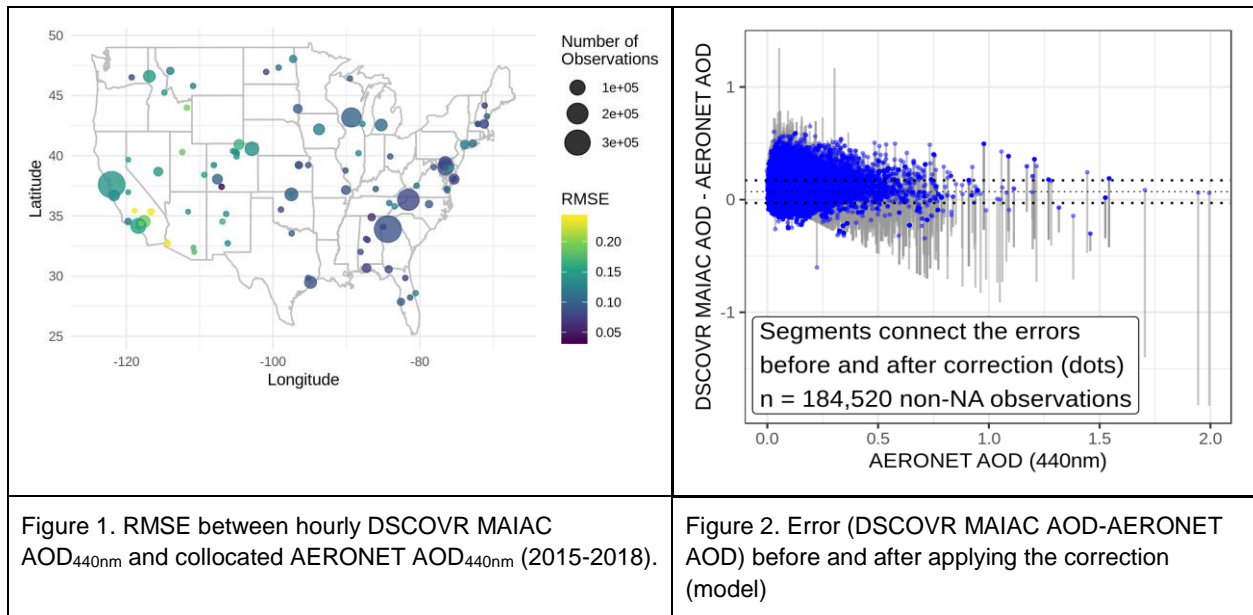 50
45
40
35
30
25
Latitude
-120
-100
-80
Longitude
Number of
Observations
1e+05
2e+05
3e+05
RMSE
0.20
0.15
0.10
0.05
DSCOVR MAIAC AOD - AERONET AOD
1
0
-1
Segments connect the errors
before and after correction (dots)
n = 184,520 non-NA observations
0.0
0.5
1.0
1.5
2.0
AERONET AOD (440nm)
Figure 1. RMSE between hourly DSCOVR MAIAC
AOD440nm and collocated AERONET AOD440nm (2015-2018).
Figure 2. Error (DSCOVR MAIAC AOD-AERONET
AOD) before and after applying the correction
(model)